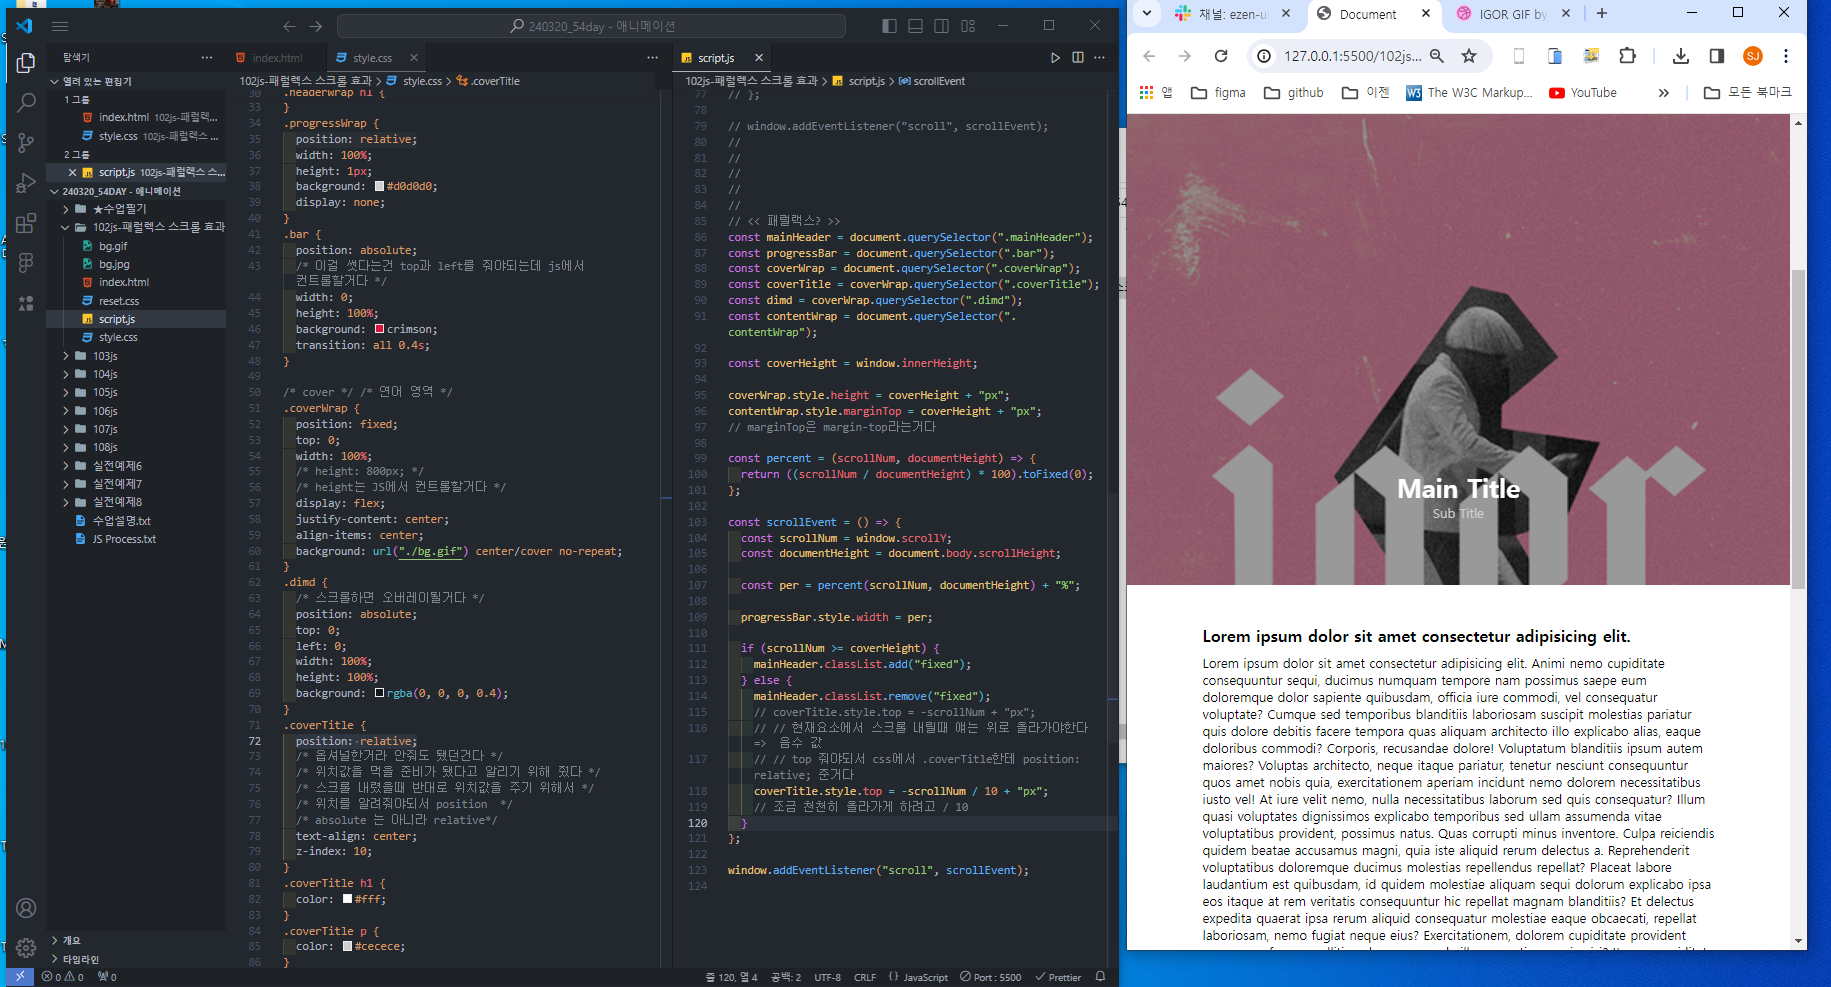 240320_54day - 애니메이션
탐색기
열려 있는 편집기
1 그룹
index.html 102js-패럴렉...
style.css 102js-패럴렉스 ...
2 그룹
script.js 102js-패럴렉스 스...
240320_54DAY - 애니메이션
★수업필기
102js-패럴렉스 스크롤 효과
bg.gif
bg.jpg
index.html
reset.css
script.js
style.css
103js
104js
105js
106js
107js
108js
실전예제6
실전예제7
실전예제8
수업설명.txt
JS Process.txt
개요
타임라인
index.html
style.css
102js-패럴렉스 스크롤 효과 > style.css > .coverTitle
30 .headerWrap h1 {
33 }
34 .progressWrap {
35 position: relative;
36 width: 100%;
37 height: 1px;
38 background: #d0d0d0;
39 display: none;
40 }
41 .bar {
42 position: absolute;
43 /* 이걸 썻다는건 top과 left를 줘야되는데 js에서
컨트롤할거다 */
44 width: 0;
45 height: 100%;
46 background: crimson;
47 transition: all 0.4s;
48 }
49
50 /* cover */ /* 연어 영역 */
51 .coverWrap {
52 position: fixed;
53 top: 0;
54 width: 100%;
55 /* height: 800px; */
56 /* height는 JS에서 컨트롤할거다 */
57 display: flex;
58 justify-content: center;
59 align-items: center;
60 background: url("./bg.gif") center/cover no-repeat;
61 }
62 .dimd {
63 /* 스크롤하면 오버레이될거다 */
64 position: absolute;
65 top: 0;
66 left: 0;
67 width: 100%;
68 height: 100%;
69 background: rgba(0, 0, 0, 0.4);
70 }
71 .coverTitle {
72 position: relative;
73 /* 옵셔널한거라 안줘도 됐던건다 */
74 /* 위치값을 먹을 준비가 됐다고 알리기 위해 줬다 */
75 /* 스크롤 내렸을때 반대로 위치값을 주기 위해서 */
76 /* 위치를 알려줘야되서 position */
77 /* absolute 는 아니라 relative*/
78 text-align: center;
79 z-index: 10;
80 }
81 .coverTitle h1 {
82 color: #fff;
83 }
84 .coverTitle p {
85 color: #cecece;
86 }
script.js
102js-패럴렉스 스크롤 효과 > script.js > scrollEvent
77 // };
78
79 // window.addEventListener("scroll", scrollEvent);
80 //
81 //
82 //
83 //
84 //
85 // << 패럴랙스? >>
86 const mainHeader = document.querySelector(".mainHeader");
87 const progressBar = document.querySelector(".bar");
88 const coverWrap = document.querySelector(".coverWrap");
89 const coverTitle = coverWrap.querySelector(".coverTitle");
90 const dimd = coverWrap.querySelector(".dimd");
91 const contentWrap = document.querySelector(".
contentWrap");
92
93 const coverHeight = window.innerHeight;
94
95 coverWrap.style.height = coverHeight + "px";
96 contentWrap.style.marginTop = coverHeight + "px";
97 // marginTop은 margin-top라는거다
98
99 const percent = (scrollNum, documentHeight) => {
100 return ((scrollNum / documentHeight) * 100).toFixed(0);
101 };
102
103 const scrollEvent = () => {
104 const scrollNum = window.scrollY;
105 const documentHeight = document.body.scrollHeight;
106
107 const per = percent(scrollNum, documentHeight) + "%";
108
109 progressBar.style.width = per;
110
111 if (scrollNum >= coverHeight) {
112 mainHeader.classList.add("fixed");
113 } else {
114 mainHeader.classList.remove("fixed");
115 // coverTitle.style.top = -scrollNum + "px";
116 // // 현재요소에서 스크롤 내릴때 얘는 위로 올라가야한다
=> 음수 값
117 // // top 줘야되서 css에서 .coverTitle한테 position:
relative; 준거다
118 coverTitle.style.top = -scrollNum / 10 + "px";
119 // 조금 천천히 올라가게 하려고 / 10
120 }
121 };
122
123 window.addEventListener("scroll", scrollEvent);
124
0 0 0 줄 120, 열 4 공백: 2 UTF-8 CRLF {} JavaScript Port : 5500 Prettier
채널: ezen-u
Document
IGOR GIF by
127.0.0.1:5500/102js...
SJ
앱 figma github 이젠 The W3C Markup... YouTube » 모든 북마크
igor
Main Title
Sub Title
Lorem ipsum dolor sit amet consectetur adipisicing elit.
Lorem ipsum dolor sit amet consectetur adipisicing elit. Animi nemo cupiditate
consequuntur sequi, ducimus numquam tempore nam possimus saepe eum
doloremque dolor sapiente quibusdam, officia iure commodi, vel consequatur
voluptate? Cumque sed temporibus blanditiis laboriosam suscipit molestias pariatur
quis dolore debitis facere tempora quas aliquam architecto illo explicabo alias, eaque
doloribus commodi? Corporis, recusandae dolore! Voluptatum blanditiis ipsum autem
maiores? Voluptas architecto, neque itaque pariatur, tenetur nesciunt consequuntur
quos amet nobis quia, exercitationem aperiam incidunt nemo dolorem necessitatibus
iusto vel! At iure velit nemo, nulla necessitatibus laborum sed quis consequatur? Illum
quasi voluptates dignissimos explicabo temporibus sed ullam assumenda vitae
voluptatibus provident, possimus natus. Quas corrupti minus inventore. Culpa reiciendis
quidem beatae accusamus magni, quia iste aliquid rerum delectus a. Reprehenderit
voluptatibus doloremque ducimus molestias repellendus repellat? Placeat labore
laudantium est quibusdam, id quidem molestiae aliquam sequi dolorum explicabo ipsa
eos itaque at rem veritatis consequuntur hic repellat magnam blanditiis? Et delectus
expedita quaerat ipsa rerum aliquid consequatur molestiae eaque obcaecati, repellat
laboriosam, nemo fugiat neque eius? Exercitationem, dolorem cupiditate provident